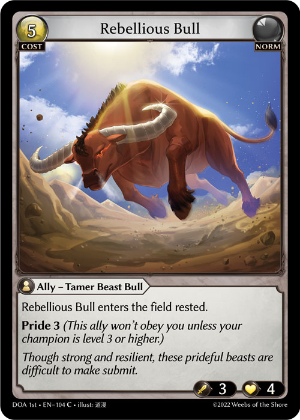 5
COST
Rebellious Bull
NORM
Ally – Tamer Beast Bull
Rebellious Bull enters the field rested.
Pride 3 (This ally won't obey you unless your
champion is level 3 or higher.)
Though strong and resilient, these prideful beasts are
difficult to make submit.
3
4
DOA 1st • EN-104 C • illust:
©2022 Weebs of the Shore